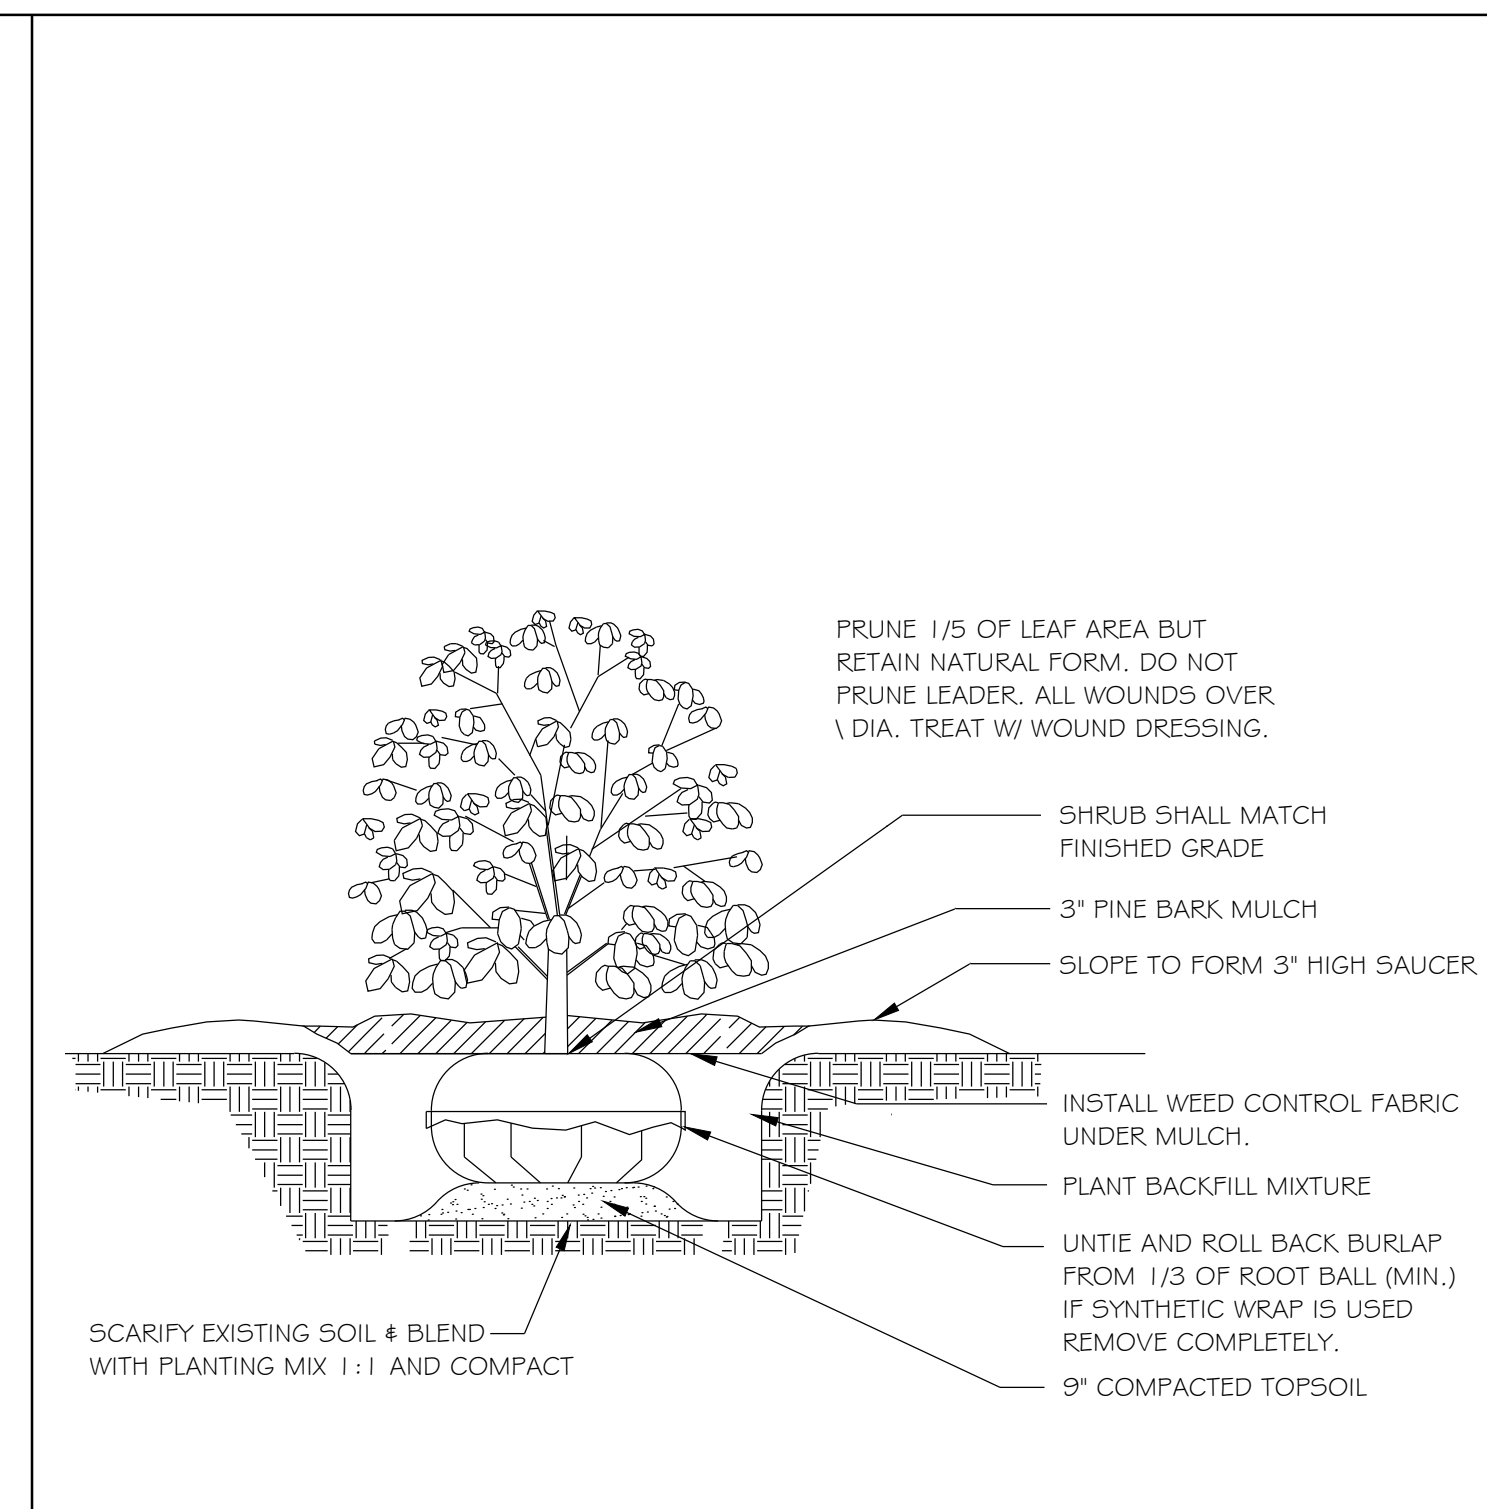 PRUNE 1/5 OF LEAF AREA BUT
RETAIN NATURAL FORM. DO NOT
PRUNE LEADER. ALL WOUNDS OVER
\ DIA. TREAT W/ WOUND DRESSING.
SHRUB SHALL MATCH
FINISHED GRADE
3" PINE BARK MULCH
SLOPE TO FORM 3" HIGH SAUCER
INSTALL WEED CONTROL FABRIC
UNDER MULCH.
PLANT BACKFILL MIXTURE
UNTIE AND ROLL BACK BURLAP
FROM 1/3 OF ROOT BALL (MIN.)
IF SYNTHETIC WRAP IS USED
REMOVE COMPLETELY.
9" COMPACTED TOPSOIL
SCARIFY EXISTING SOIL & BLEND
WITH PLANTING MIX 1:1 AND COMPACT